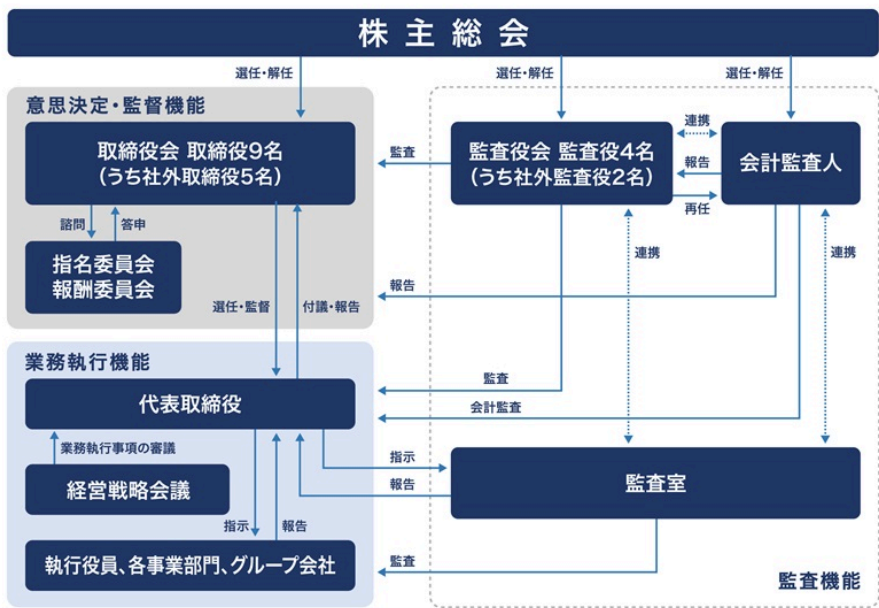 株主総会
選任・解任
選任・解任
選任・解任
意思決定・監督機能
取締役会 取締役9名
(うち社外取締役5名)
諮問
答申
指名委員会
報酬委員会
選任・監督
付議・報告
監査
監査役会 監査役4名
(うち社外監査役2名)
連携
報告
再任
会計監査人
連携
連携
報告
業務執行機能
代表取締役
監査
会計監査
業務執行事項の審議
経営戦略会議
指示
報告
指示
報告
監査室
執行役員、各事業部門、グループ会社
監査
監査機能